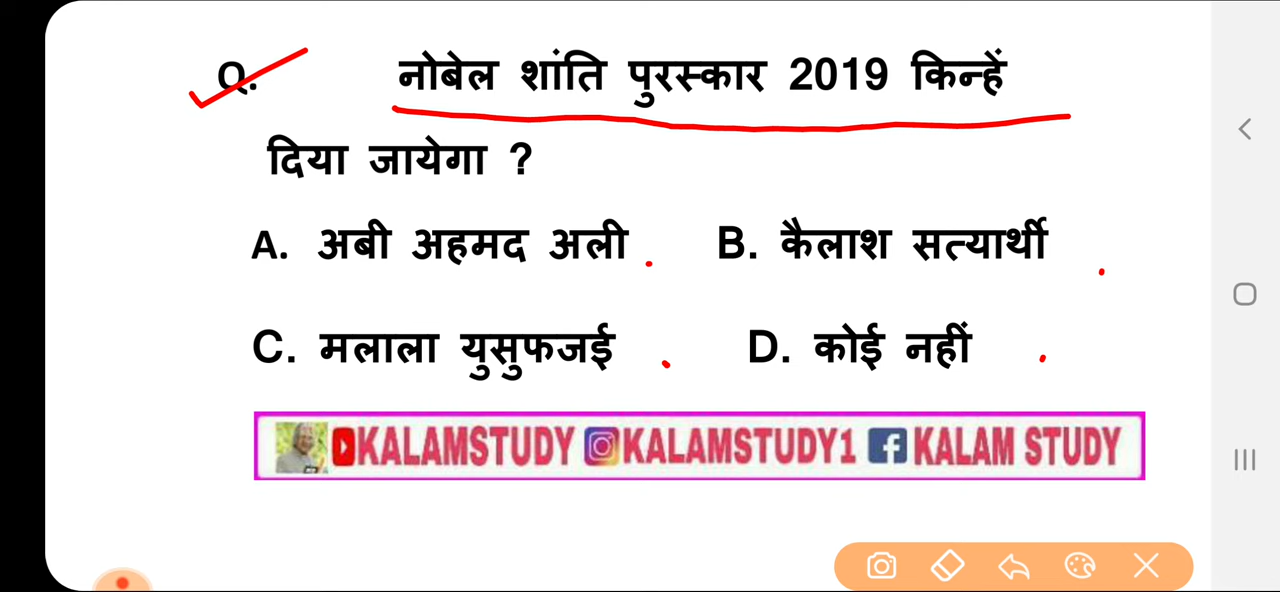 Q. नोबेल शांति पुरस्कार 2019 किन्हें
दिया जायेगा ?
A. अबी अहमद अली B. कैलाश सत्यार्थी
C. मलाला युसुफजई D. कोई नहीं
KALAMSTUDY KALAMSTUDY1 KALAM STUDY